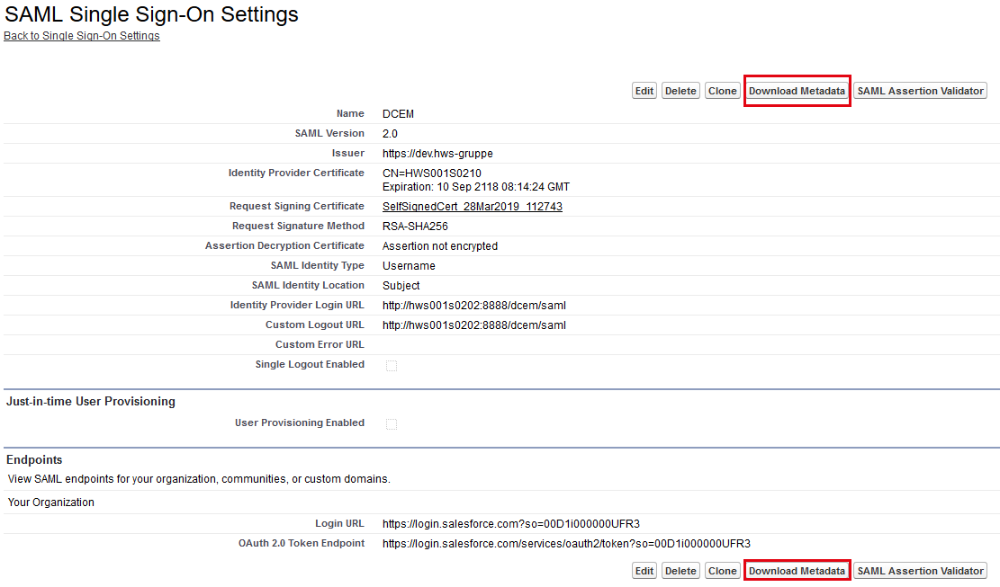 SAML Single Sign-On Settings
Back to Single Sign-On Settings
Edit Delete Clone Download Metadata SAML Assertion Validator
Name DCEM
SAML Version 2.0
Issuer https://dev.hws-gruppe
Identity Provider Certificate CN=HWS001S0210
Expiration: 10 Sep 2118 08:14:24 GMT
Request Signing Certificate SelfSignedCert_28Mar2019_112743
Request Signature Method RSA-SHA256
Assertion Decryption Certificate Assertion not encrypted
SAML Identity Type Username
SAML Identity Location Subject
Identity Provider Login URL http://hws001s0202:8888/dcem/saml
Custom Logout URL http://hws001s0202:8888/dcem/saml
Custom Error URL
Single Logout Enabled
Just-in-time User Provisioning
User Provisioning Enabled
Endpoints
View SAML endpoints for your organization, communities, or custom domains.
Your Organization
Login URL https://login.salesforce.com?so=00D1i000000UFR3
OAuth 2.0 Token Endpoint https://login.salesforce.com/services/oauth2/token?so=00D1i000000UFR3
Edit Delete Clone Download Metadata SAML Assertion Validator